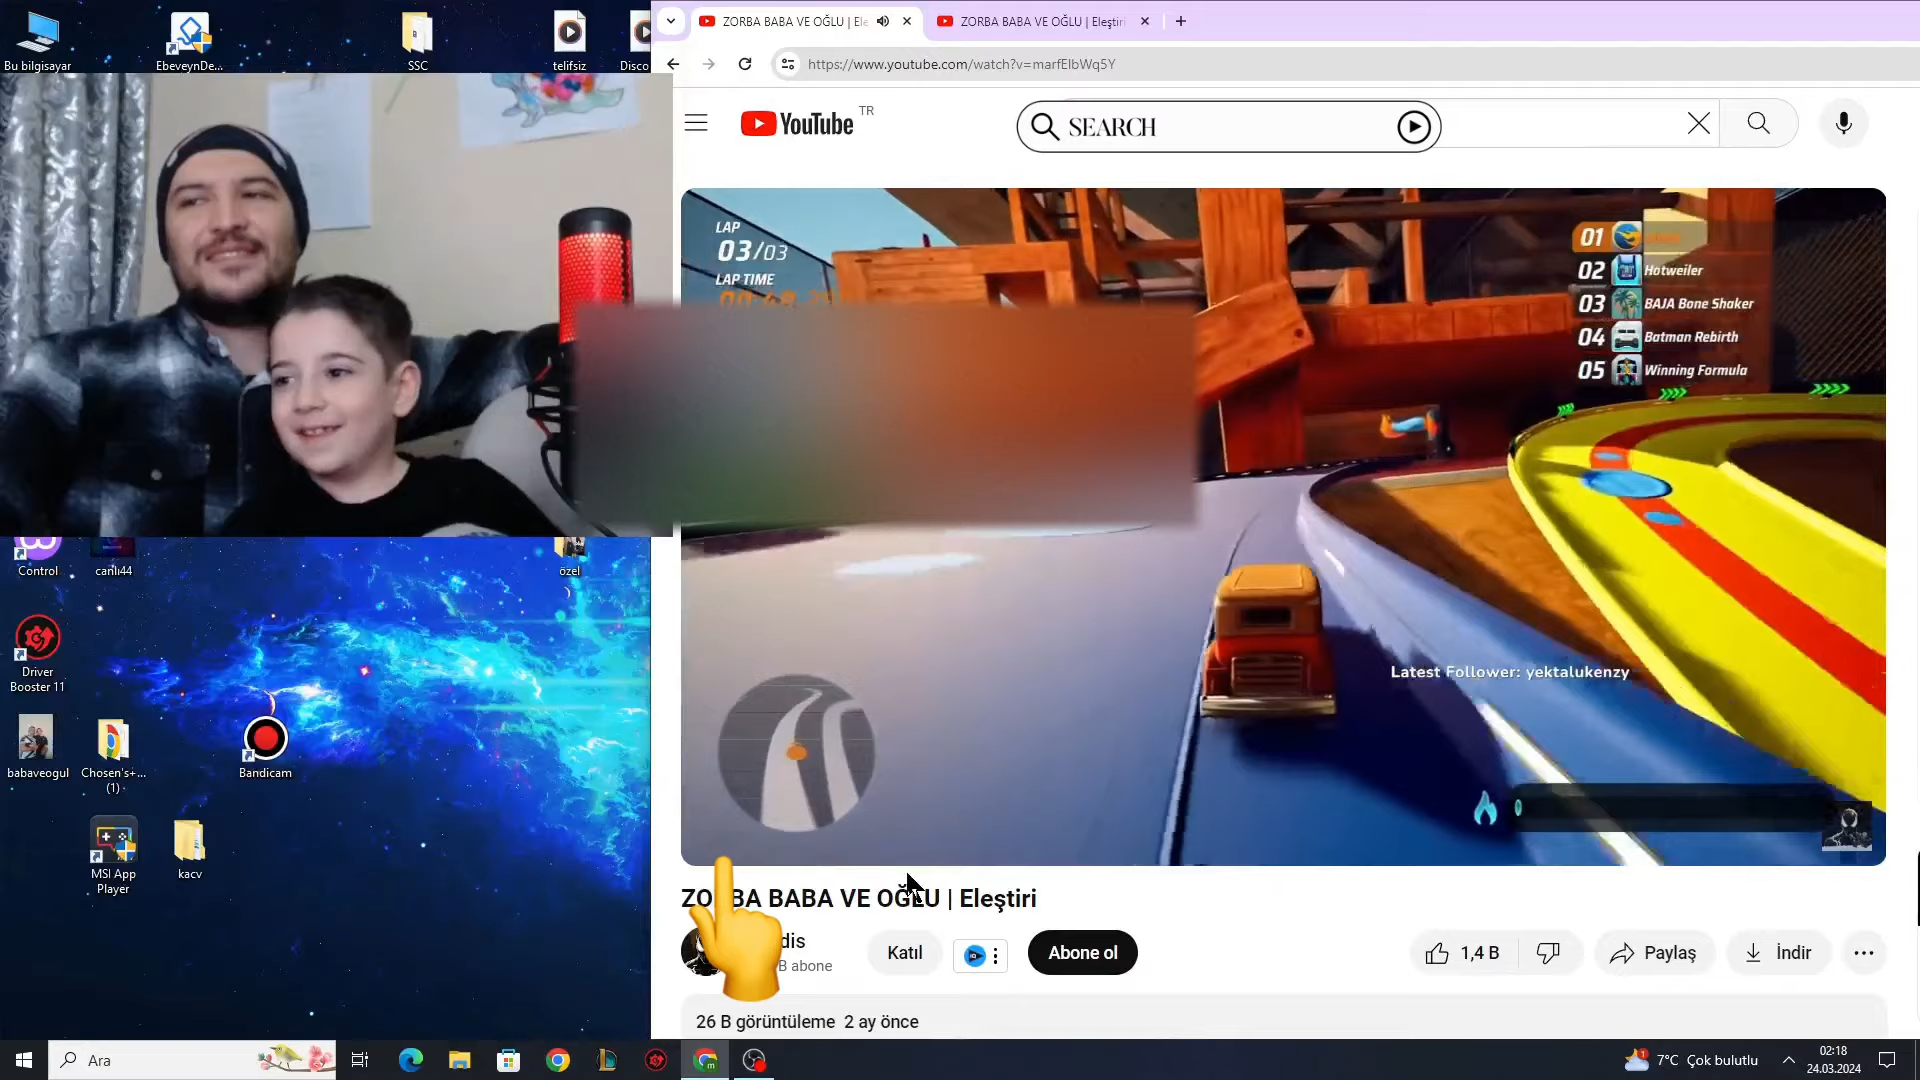 Bu bilgisayar
EbeveynDe...
SSC
telifsiz
Disco
ZORBA BABA VE OĞLU | Ele
ZORBA BABA VE OĞLU | Eleştiri
https://www.youtube.com/watch?v=marfElbWq5Y
YouTube TR
SEARCH
LAP
03/03
LAP TIME
01
02 Hotweiler
03 BAJA Bone Shaker
04 Batman Rebirth
05 Winning Formula
Control
canlı44
özel
Driver
Booster 11
babaveogul
Chosen's+...
(1)
Bandicam
MSI App
Player
kacv
Latest Follower: yektalukenzy
0
ZORBA BABA VE OĞLU | Eleştiri
dis
B abone
Katıl
Abone ol
1,4 B
Paylaş
İndir
26 B görüntüleme 2 ay önce
Ara
7°C Çok bulutlu
02:18
24.03.2024